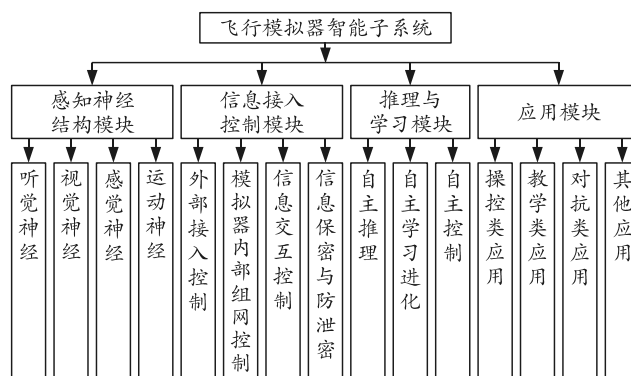 飞行模拟器智能子系统
感知神经
结构模块
信息接入
控制模块
推理与
学习模块
应用模块
听觉神经
视觉神经
感觉神经
运动神经
外部接入控制
模拟器内部组网控制
信息交互控制
信息保密与防泄密
自主推理
自主学习进化
自主控制
操控类应用
教学类应用
对抗类应用
其他应用